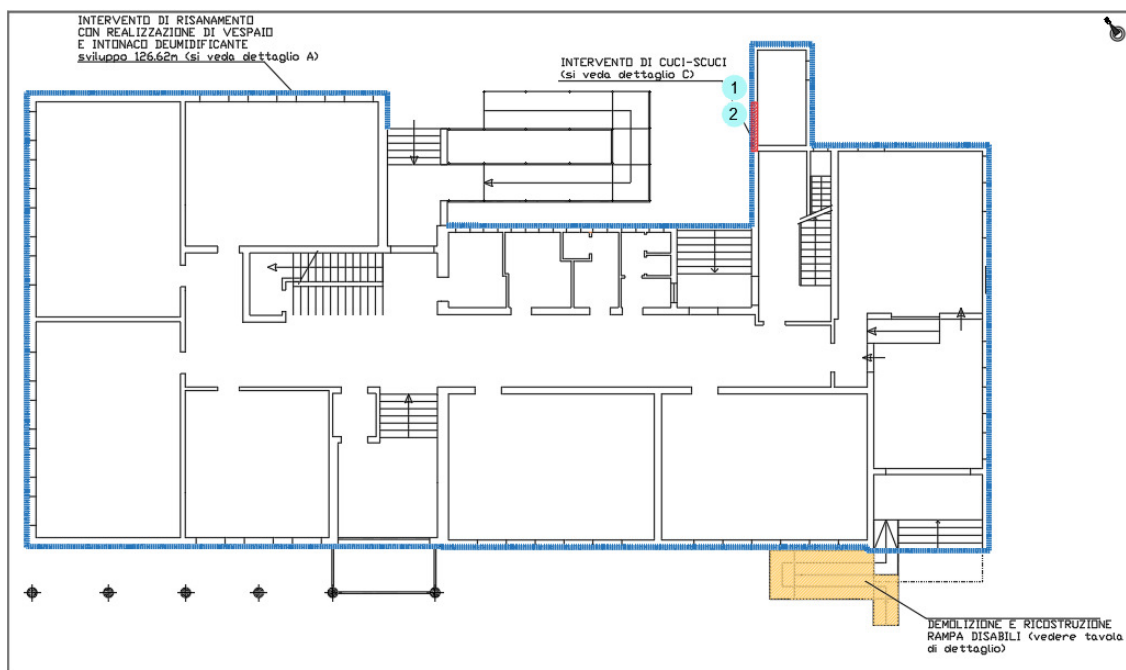 INTERVENTO DI RISANAMENTO
CON REALIZZAZIONE DI VESPAIO
E INTONACO DEUMIDIFICANTE
sviluppo 126.62m (si veda dettaglio A)
INTERVENTO DI CUCI-SCUCI
(si veda dettaglio C)
1
2
DEMOLIZIONE E RICOSTRUZIONE
RAMPA DISABILI (vedere tavola
di dettaglio)